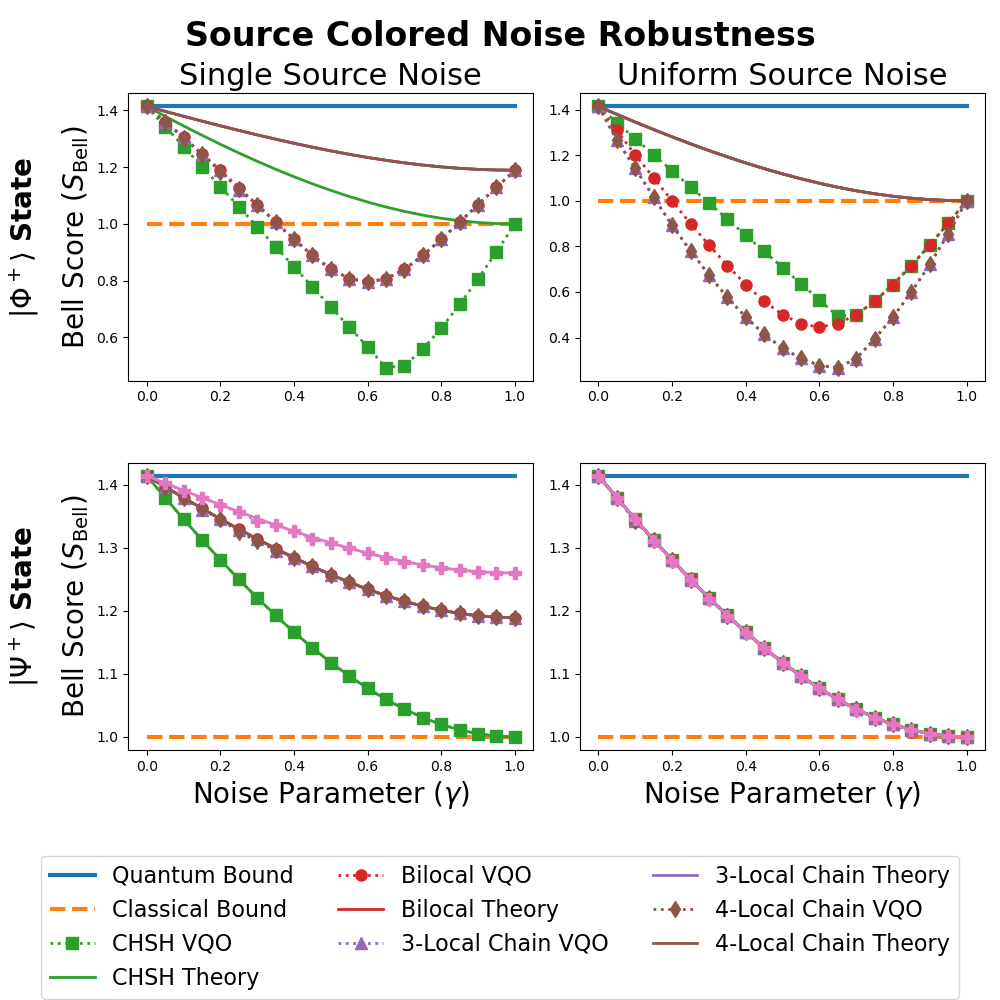 Source Colored Noise Robustness
Single Source Noise
Uniform Source Noise
|Φ⁺⟩ State
Bell Score (S_Bell)
1.4
1.2
1.0
0.8
0.6
0.0 0.2 0.4 0.6 0.8 1.0
1.4
1.2
1.0
0.8
0.6
0.4
0.0 0.2 0.4 0.6 0.8 1.0
|Ψ⁺⟩ State
Bell Score (S_Bell)
1.4
1.3
1.2
1.1
1.0
0.0 0.2 0.4 0.6 0.8 1.0
Noise Parameter (γ)
1.4
1.3
1.2
1.1
1.0
0.0 0.2 0.4 0.6 0.8 1.0
Noise Parameter (γ)
Quantum Bound
Classical Bound
CHSH VQO
CHSH Theory
Bilocal VQO
Bilocal Theory
3-Local Chain VQO
3-Local Chain Theory
4-Local Chain VQO
4-Local Chain Theory